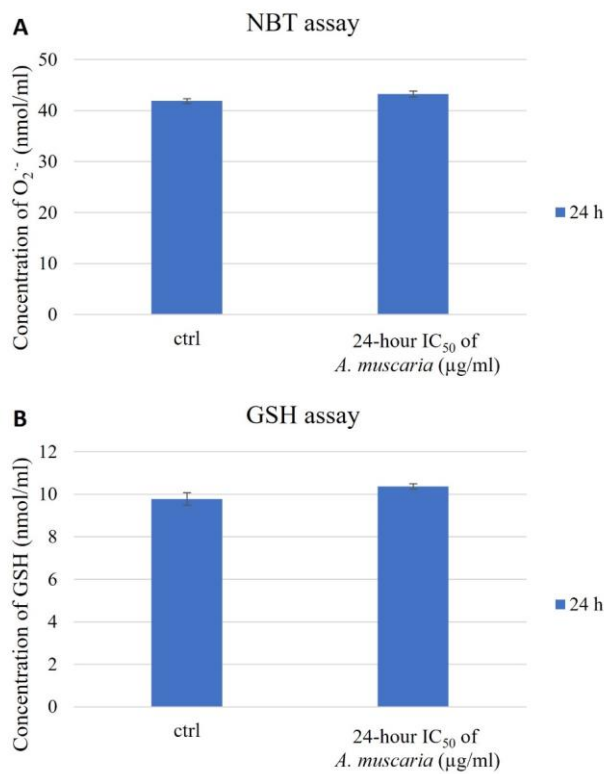 A
NBT assay
Concentration of O₂·⁻ (nmol/ml)
50
40
30
20
10
0
ctrl
24-hour IC₅₀ of
A. muscaria (µg/ml)
24 h
B
GSH assay
Concentration of GSH (nmol/ml)
12
10
8
6
4
2
0
ctrl
24-hour IC₅₀ of
A. muscaria (µg/ml)
24 h